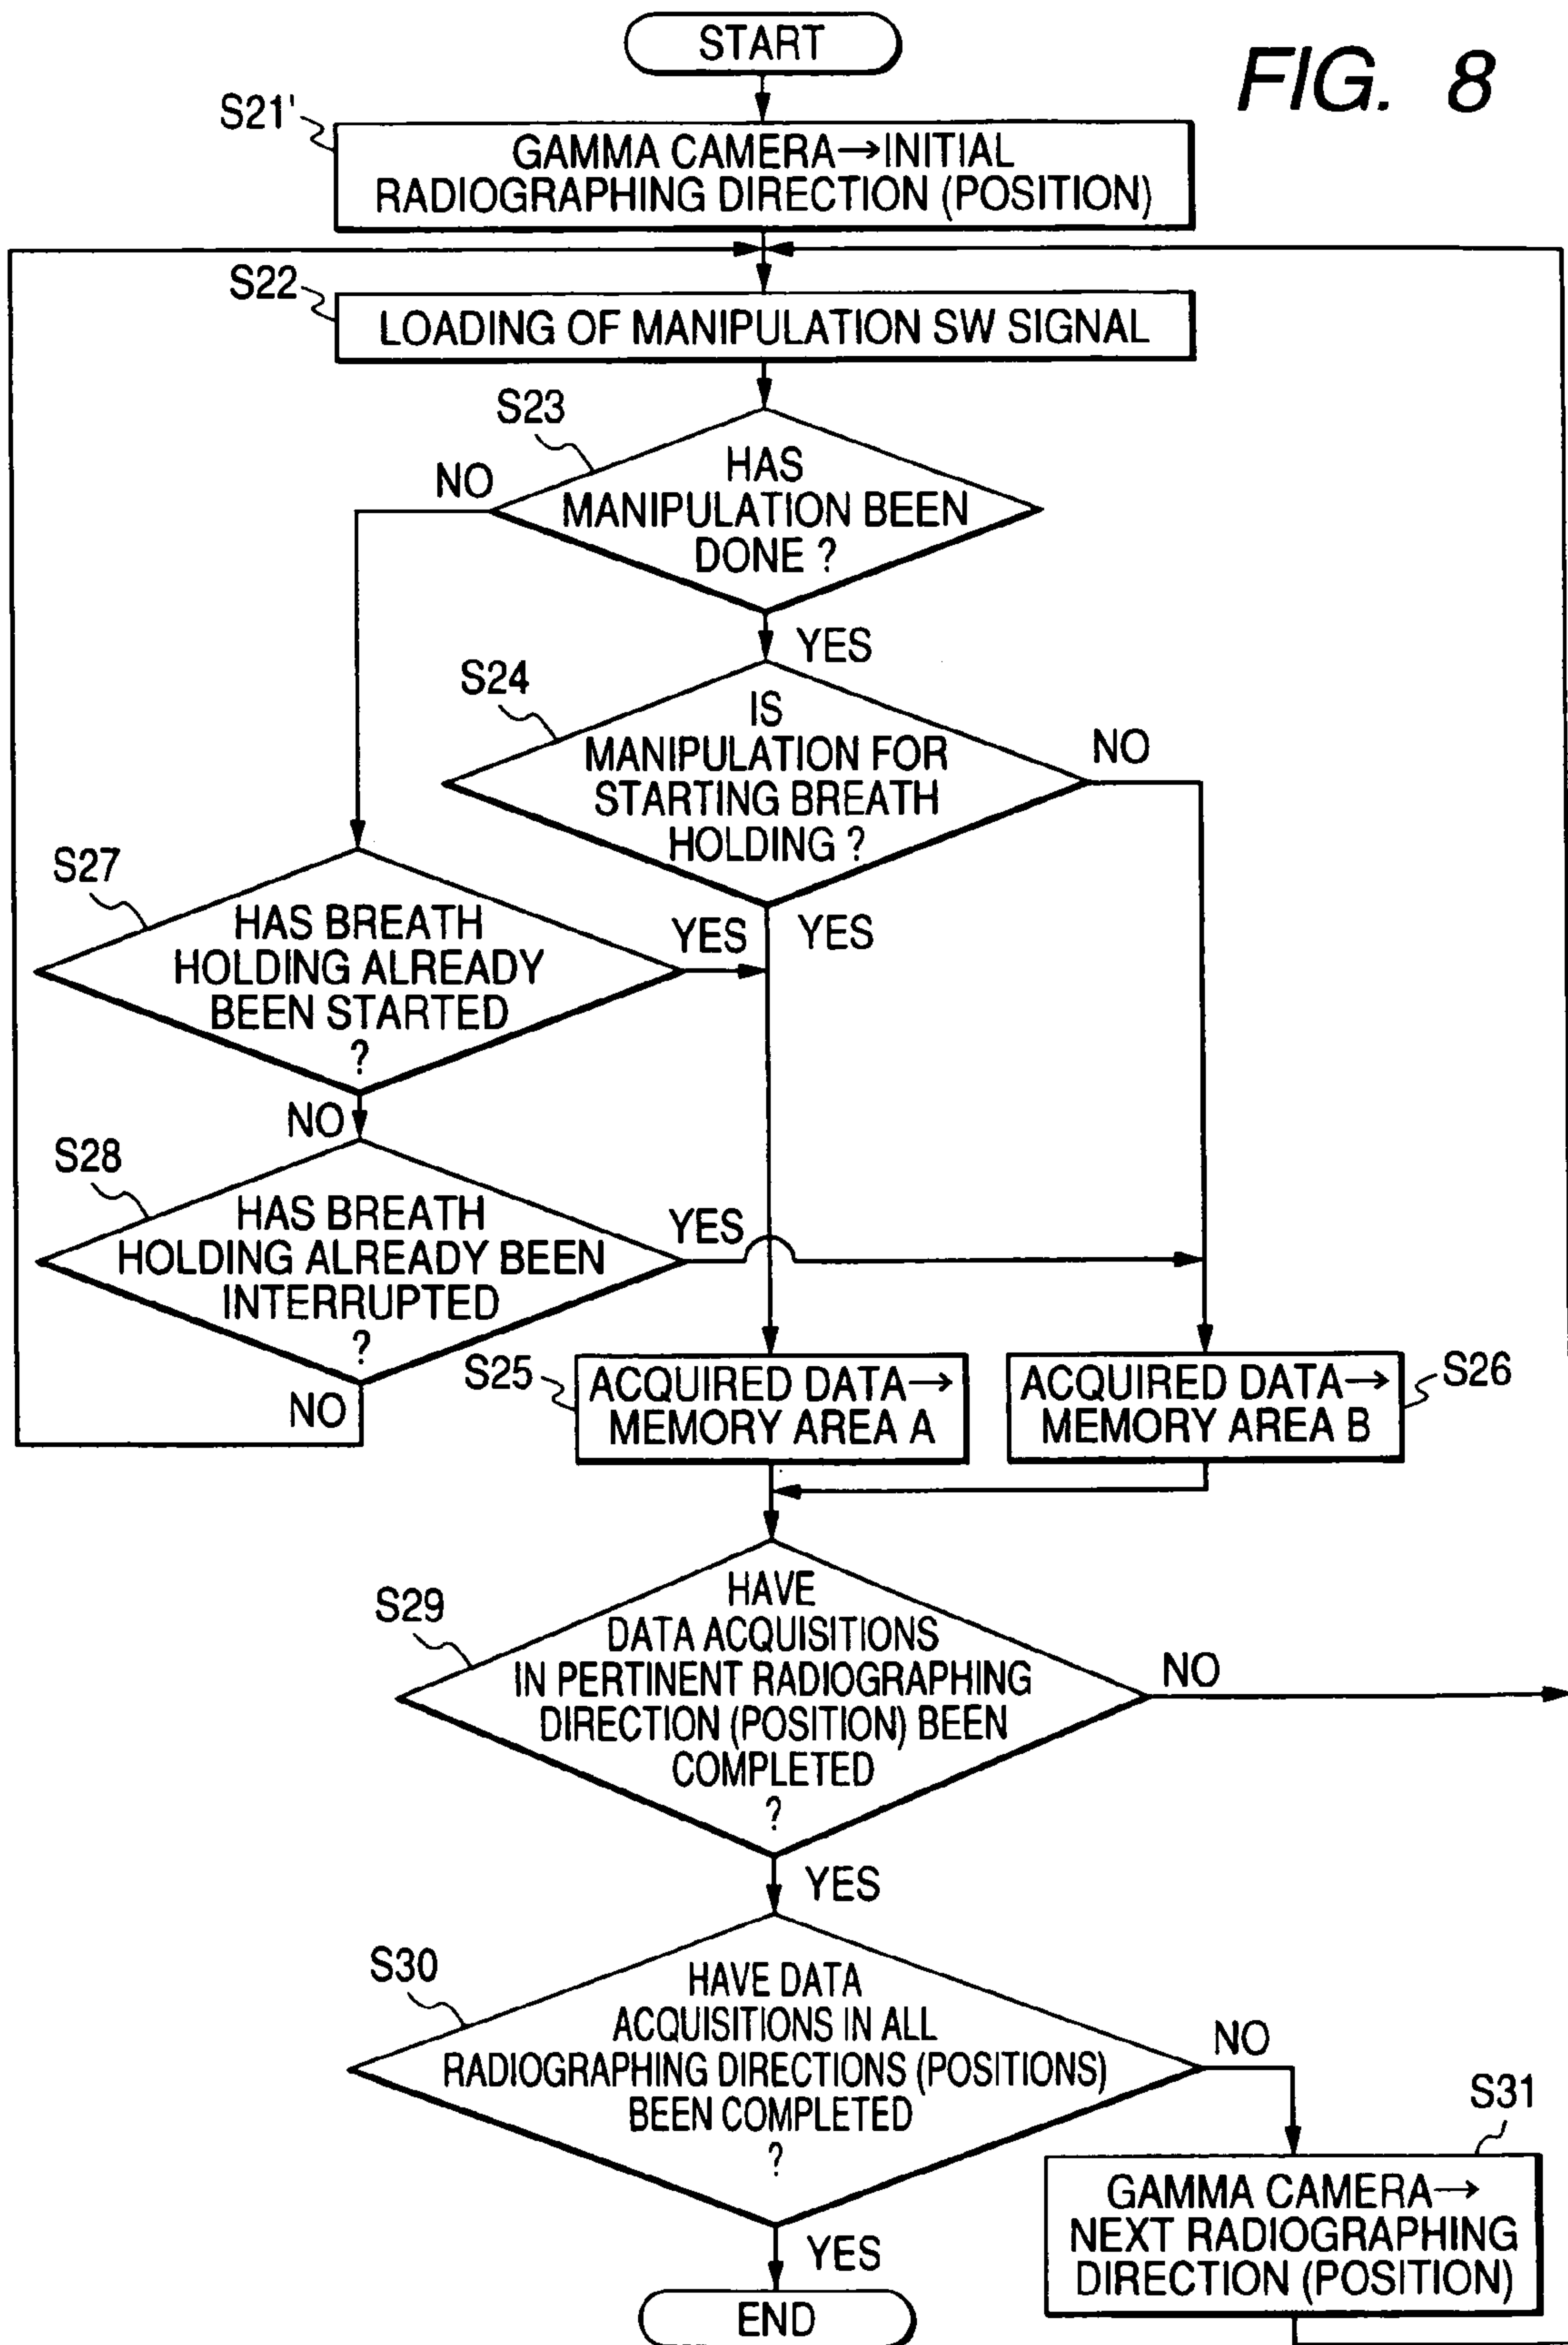 START
FIG. 8
S21'
GAMMA CAMERA→INITIAL
RADIOGRAPHING DIRECTION (POSITION)
S22
LOADING OF MANIPULATION SW SIGNAL
S23
HAS
MANIPULATION BEEN
DONE ?
NO
YES
S24
IS
MANIPULATION FOR
STARTING BREATH
HOLDING ?
NO
YES
S27
HAS BREATH
HOLDING ALREADY
BEEN STARTED
?
YES
NO
S28
HAS BREATH
HOLDING ALREADY BEEN
INTERRUPTED
?
YES
NO
S25
ACQUIRED DATA→
MEMORY AREA A
ACQUIRED DATA→
MEMORY AREA B
S26
S29
HAVE
DATA ACQUISITIONS
IN PERTINENT RADIOGRAPHING
DIRECTION (POSITION) BEEN
COMPLETED
?
NO
YES
S30
HAVE DATA
ACQUISITIONS IN ALL
RADIOGRAPHING DIRECTIONS (POSITIONS)
BEEN COMPLETED
?
NO
S31
GAMMA CAMERA→
NEXT RADIOGRAPHING
DIRECTION (POSITION)
YES
END